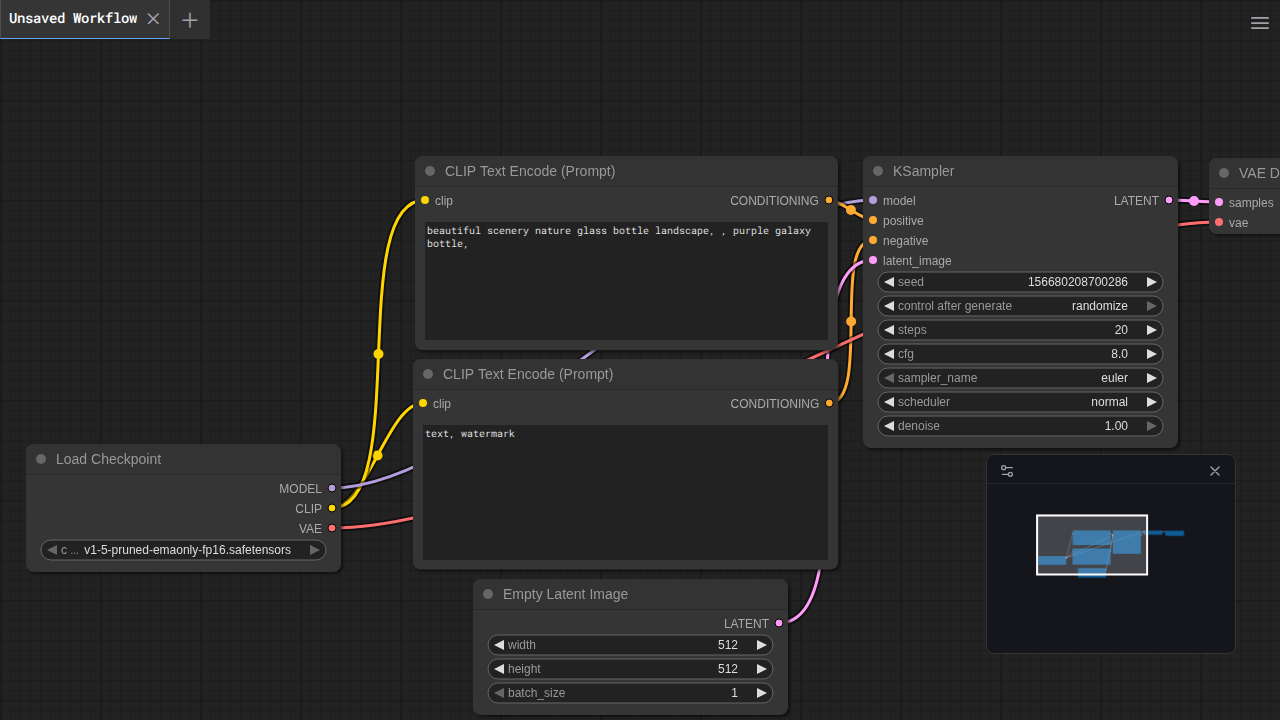 Unsaved Workflow
CLIP Text Encode (Prompt)
clip
CONDITIONING
beautiful scenery nature glass bottle landscape, , purple galaxy
bottle,
CLIP Text Encode (Prompt)
clip
CONDITIONING
text, watermark
Load Checkpoint
MODEL
CLIP
VAE
c ... v1-5-pruned-emaonly-fp16.safetensors
Empty Latent Image
LATENT
width 512
height 512
batch_size 1
KSampler
model
LATENT
positive
negative
latent_image
seed 156680208700286
control after generate randomize
steps 20
cfg 8.0
sampler_name euler
scheduler normal
denoise 1.00
VAE D
samples
vae